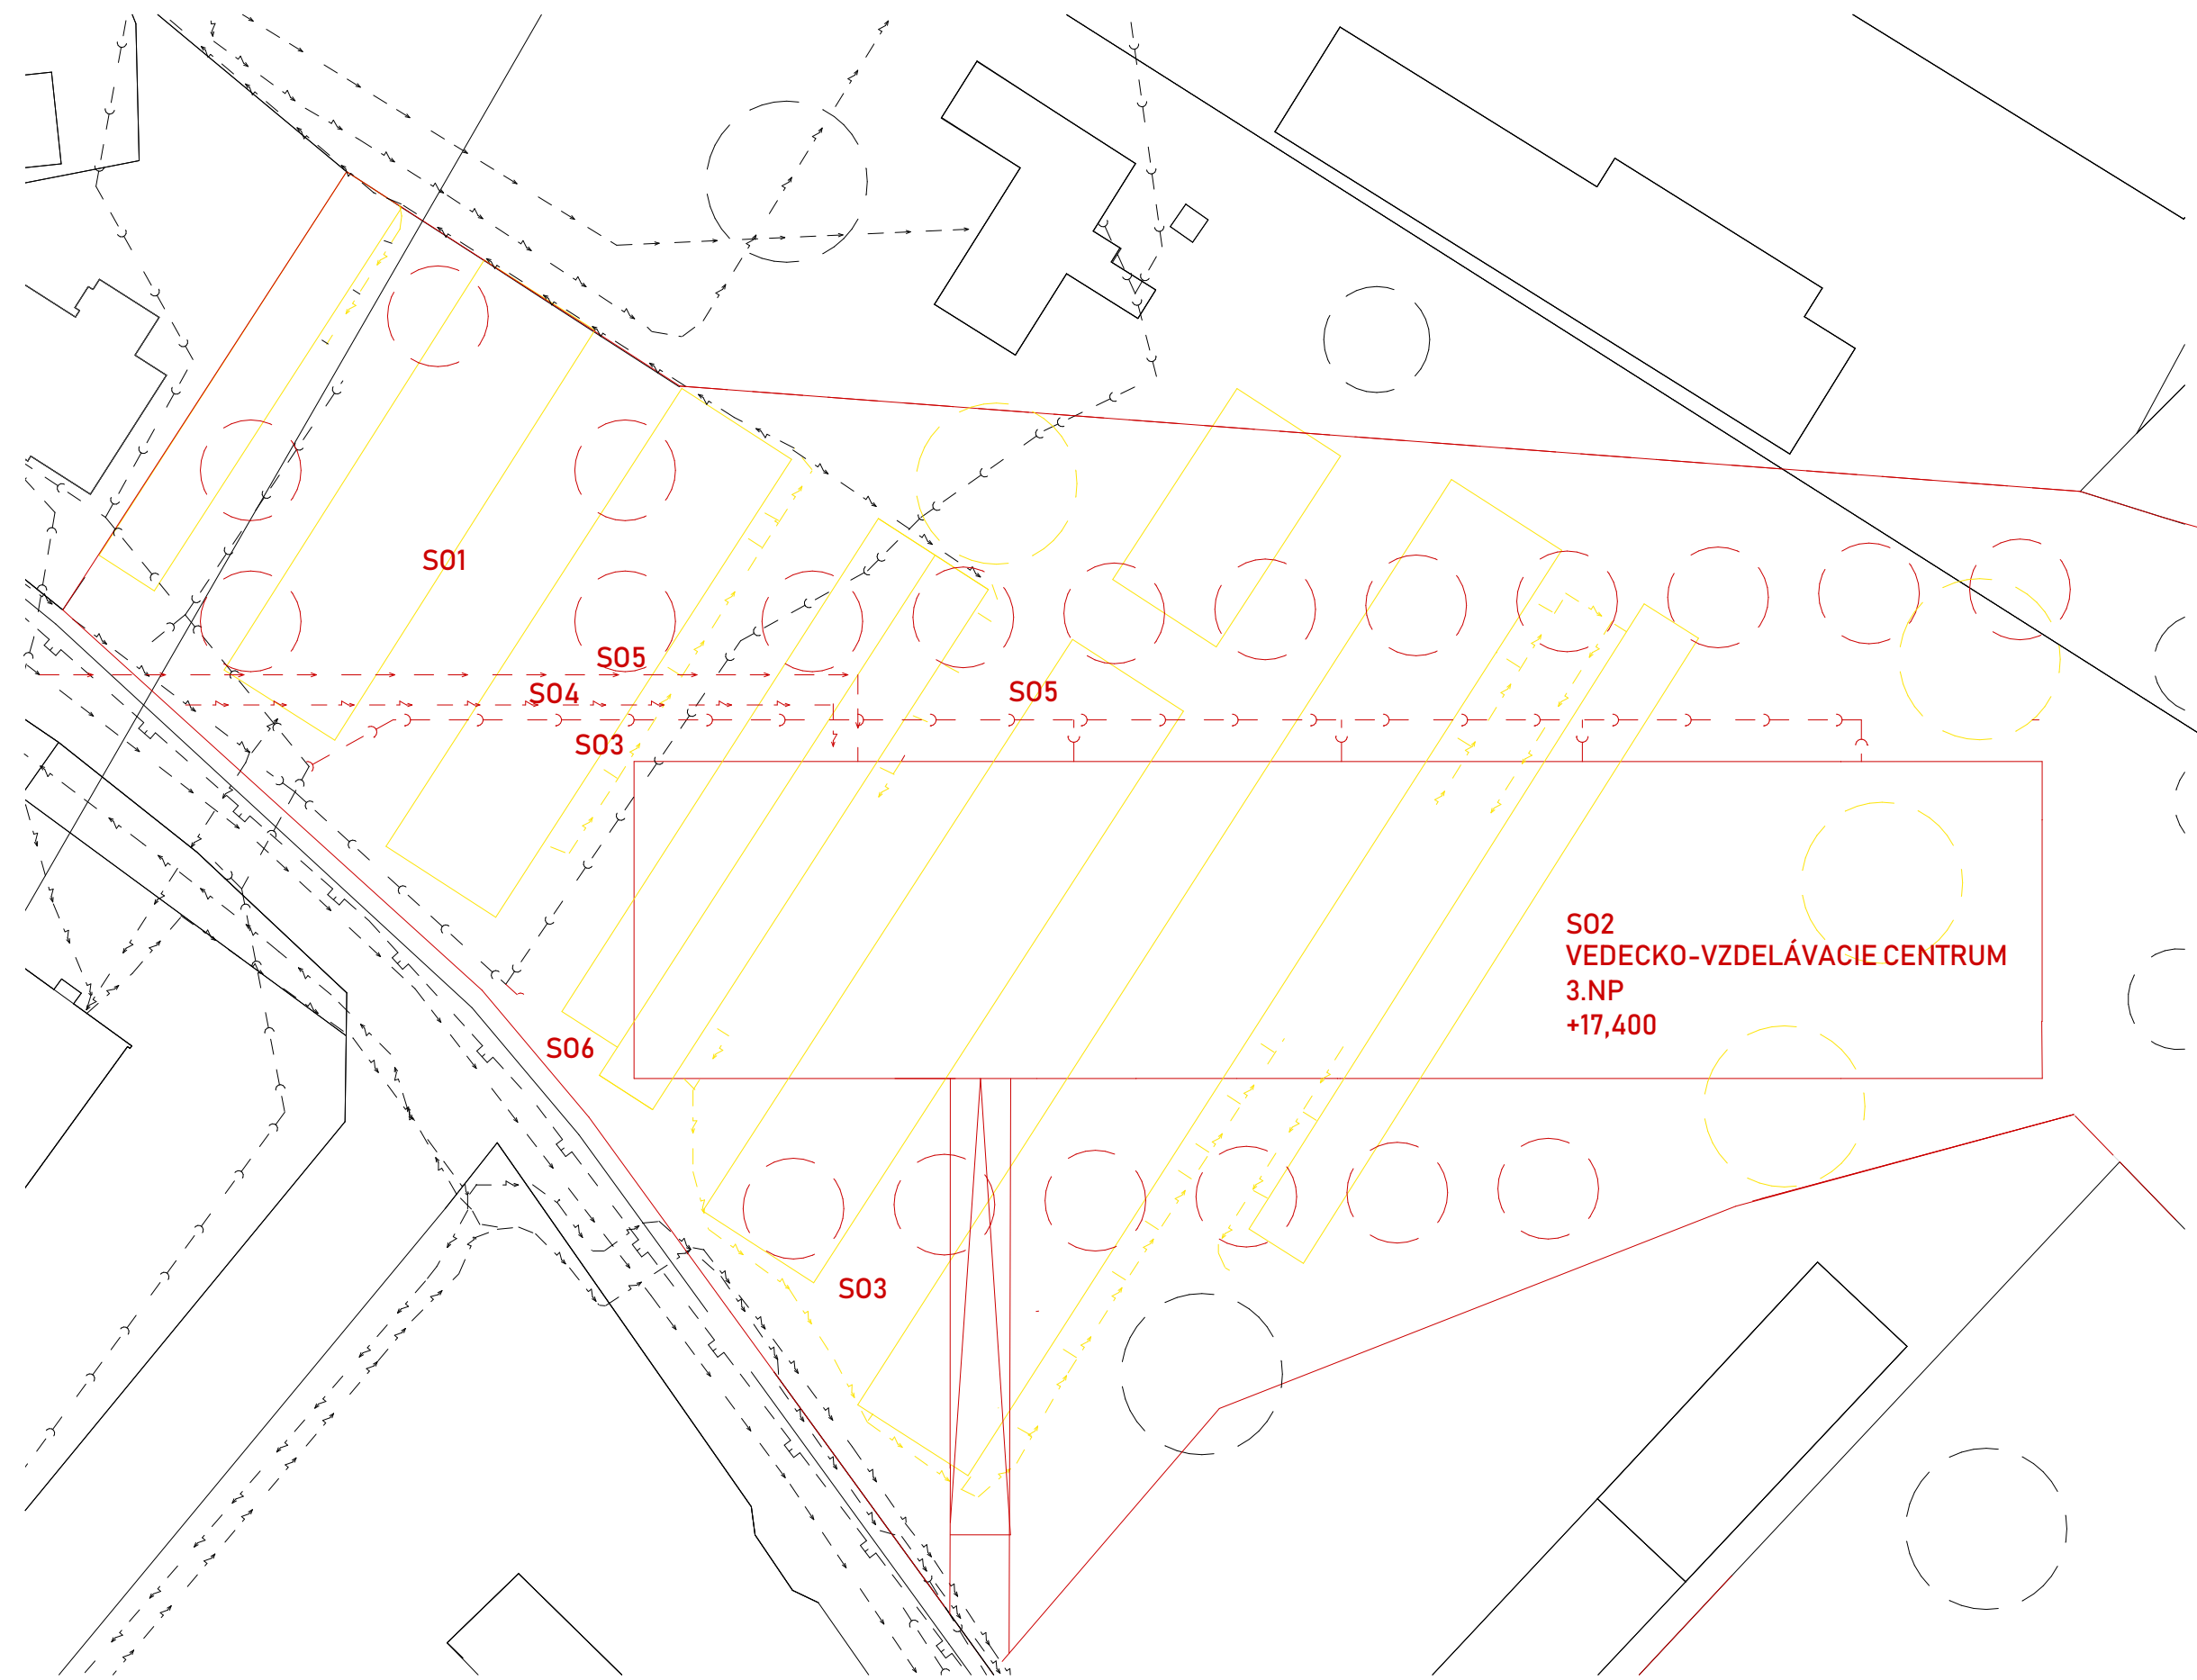 SO1
SO5
SO4
SO5
SO3
SO2
VEDECKO-VZDELÁVACIE CENTRUM
3.NP
+17,400
SO6
SO3